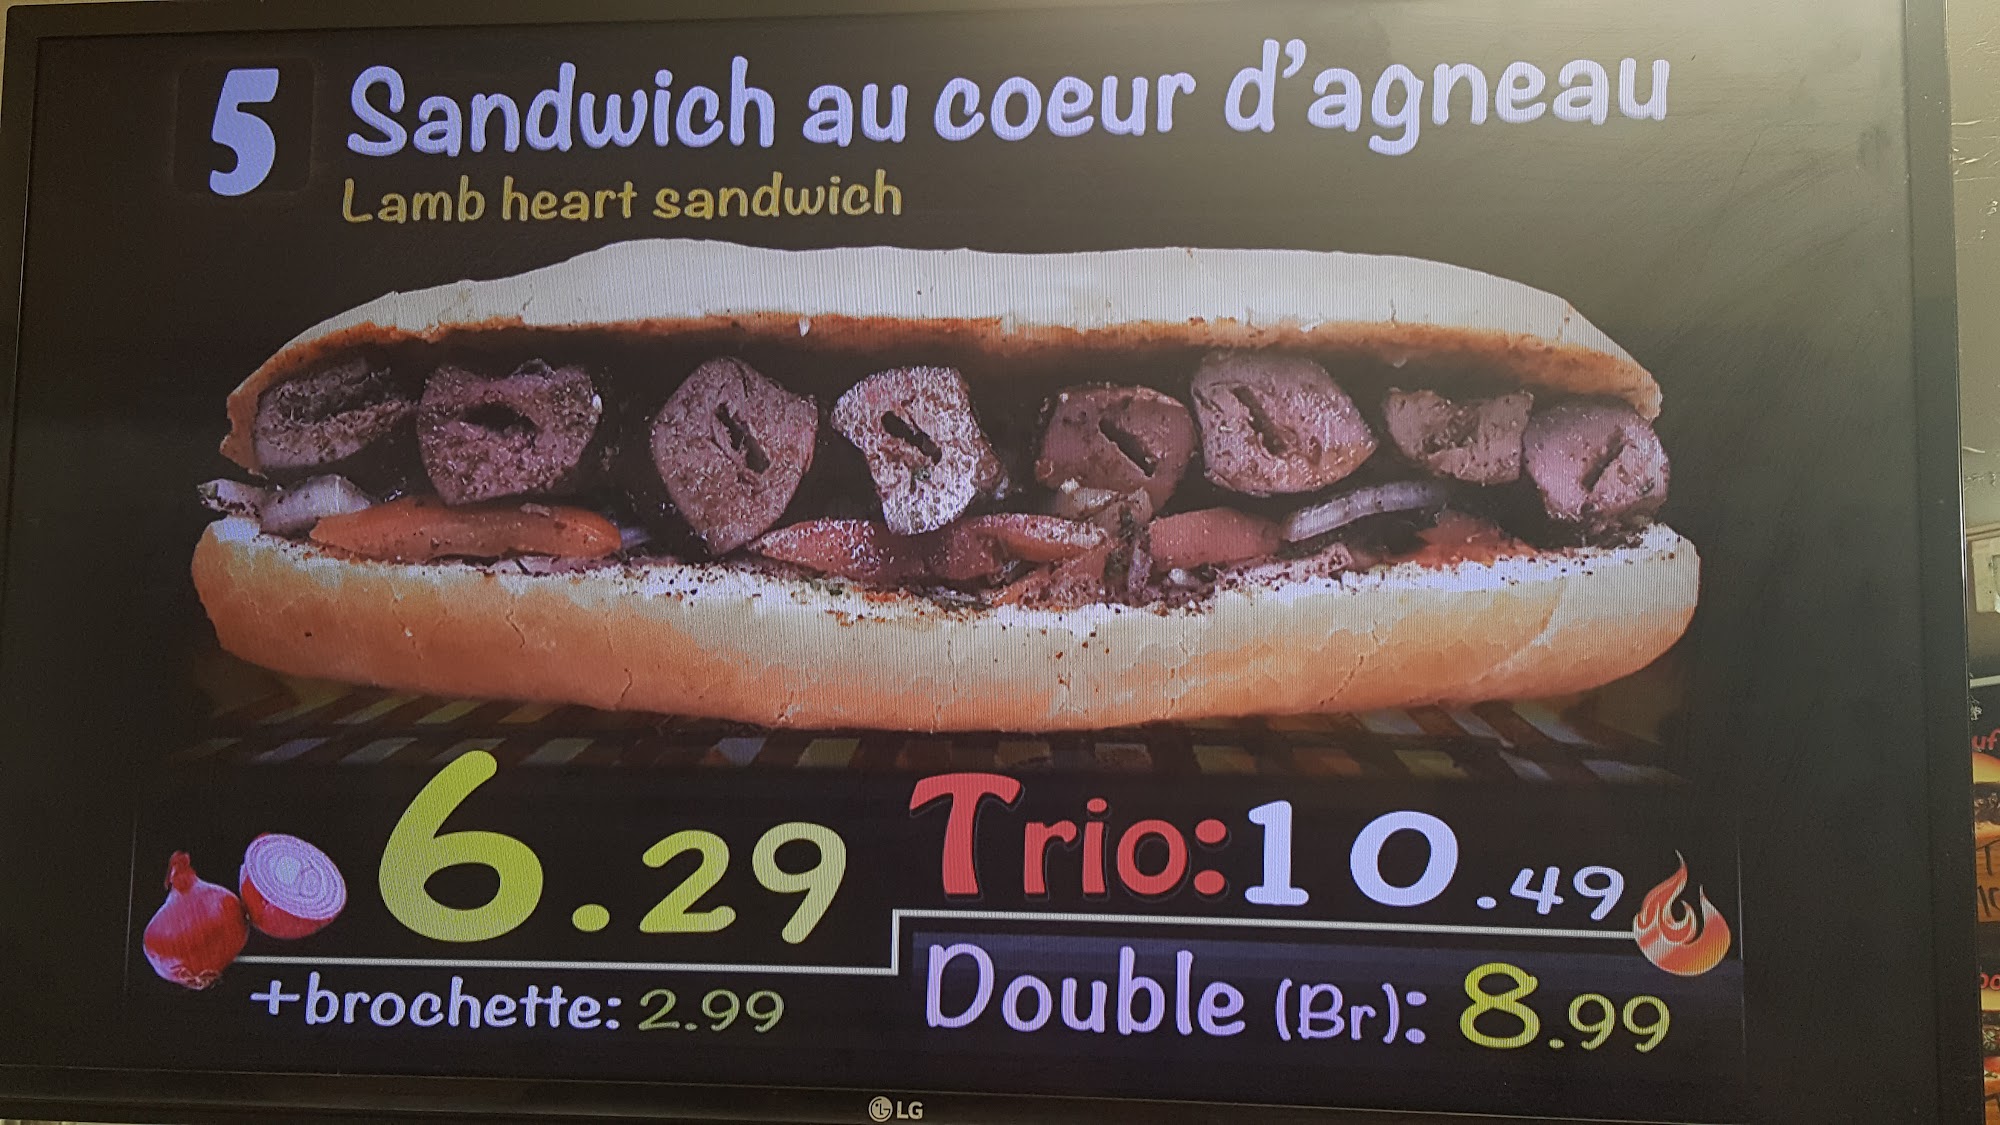 5 Sandwich au coeur d'agneau
Lamb heart sandwich
6.29
Trio:10.49
+brochette: 2.99
Double (Br): 8.99
LG